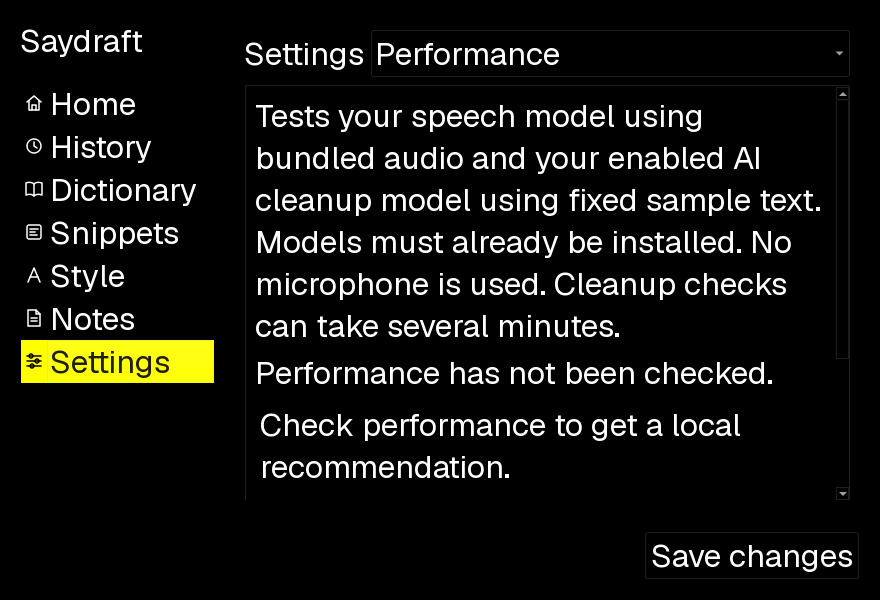 Saydraft
Home
History
Dictionary
Snippets
Style
Notes
Settings
Settings Performance
Tests your speech model using
bundled audio and your enabled AI
cleanup model using fixed sample text.
Models must already be installed. No
microphone is used. Cleanup checks
can take several minutes.
Performance has not been checked.
Check performance to get a local
recommendation.
Save changes